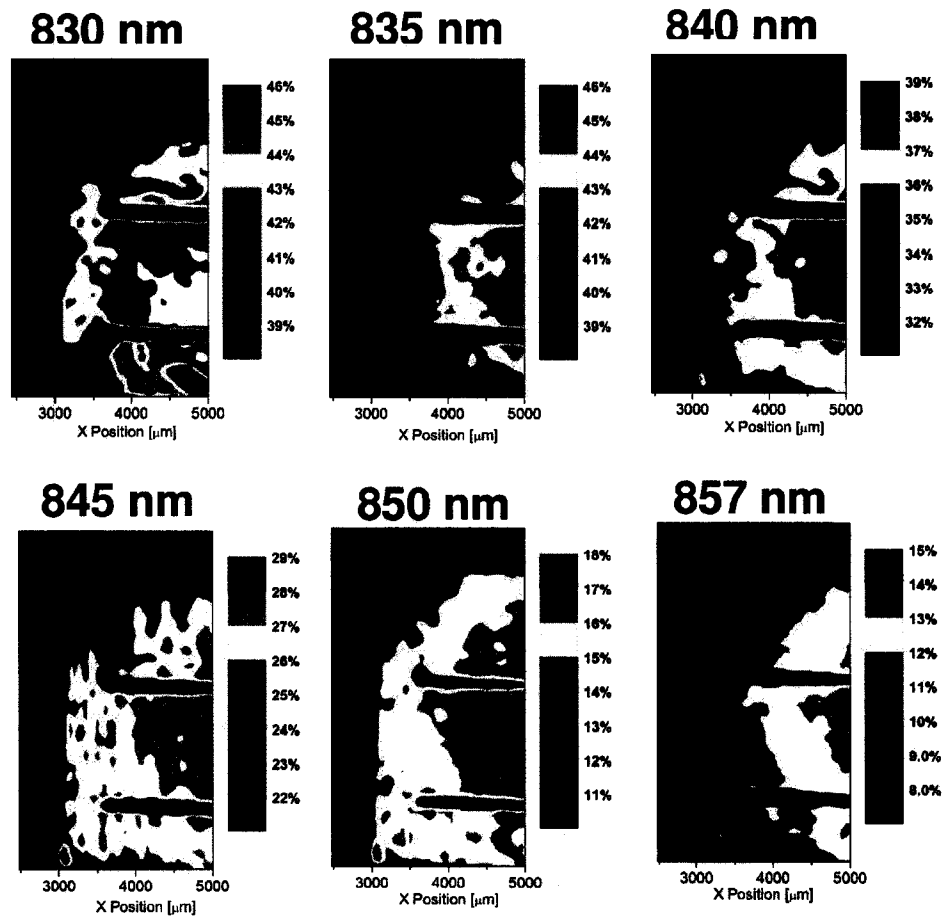 830 nm
46%
45%
44%
43%
42%
41%
40%
39%
3000 4000 5000
X Position [μm]
835 nm
46%
45%
44%
43%
42%
41%
40%
39%
3000 4000 5000
X Position [μm]
840 nm
39%
38%
37%
36%
35%
34%
33%
32%
3000 4000 5000
X Position [μm]
845 nm
29%
28%
27%
26%
25%
24%
23%
22%
3000 4000 5000
X Position [μm]
850 nm
18%
17%
16%
15%
14%
13%
12%
11%
3000 4000 5000
X Position [μm]
857 nm
15%
14%
13%
12%
11%
10%
9.0%
8.0%
3000 4000 5000
X Position [μm]